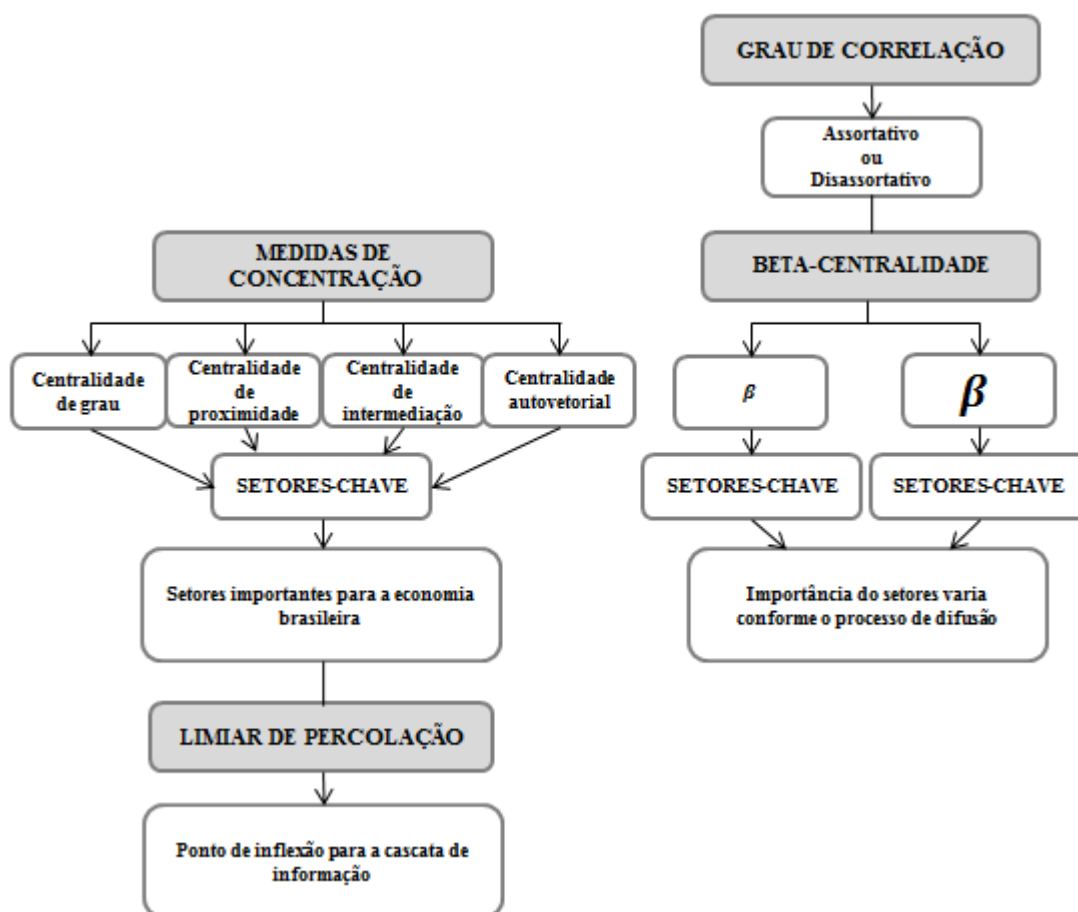 GRAU DE CORRELAÇÃO
Assortativo
ou
Disassortativo
BETA-CENTRALIDADE
β
β
SETORES-CHAVE
SETORES-CHAVE
Importância do setores varia
conforme o processo de difusão
MEDIDAS DE
CONCENTRAÇÃO
Centralidade
de grau
Centralidade
de
proximidade
Centralidade
de
intermediação
Centralidade
autovetorial
SETORES-CHAVE
Setores importantes para a economia
brasileira
LIMIAR DE PERCOLAÇÃO
Ponto de inflexão para a cascata de
informação